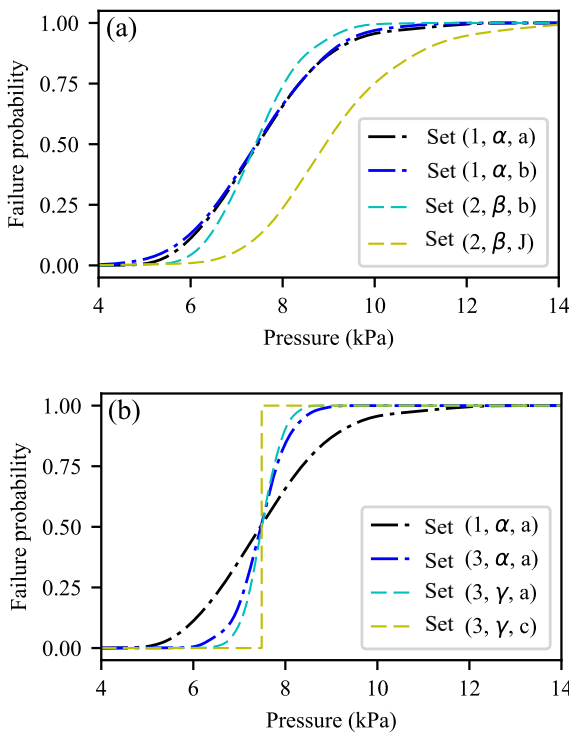 (a)
1.00
0.75
0.50
0.25
0.00
Failure probability
Set (1, α, a)
Set (1, α, b)
Set (2, β, b)
Set (2, β, J)
4 6 8 10 12 14
Pressure (kPa)
(b)
1.00
0.75
0.50
0.25
0.00
Failure probability
Set (1, α, a)
Set (3, α, a)
Set (3, γ, a)
Set (3, γ, c)
4 6 8 10 12 14
Pressure (kPa)